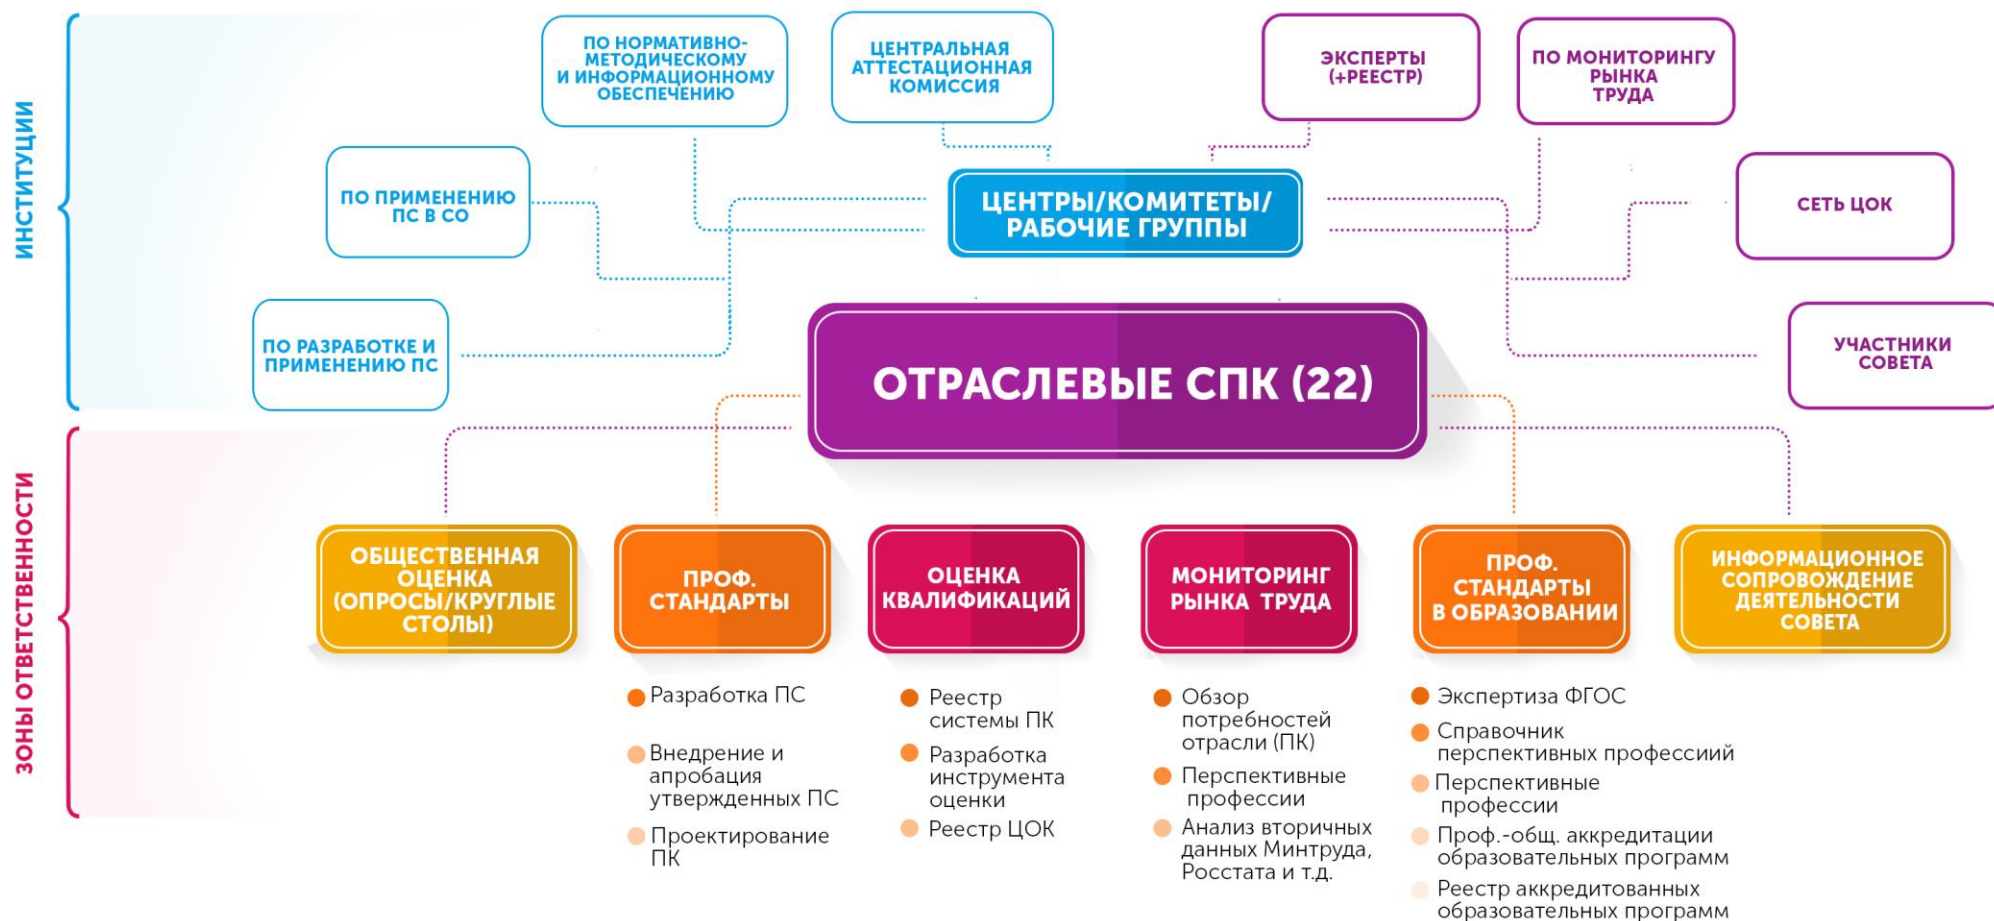 ИНСТИТУЦИИ
ПО НОРМАТИВНО-
МЕТОДИЧЕСКОМУ
И ИНФОРМАЦИОННОМУ
ОБЕСПЕЧЕНИЮ
ЦЕНТРАЛЬНАЯ
АТТЕСТАЦИОННАЯ
КОМИССИЯ
ЭКСПЕРТЫ
(+РЕЕСТР)
ПО МОНИТОРИНГУ
РЫНКА
ТРУДА
ПО ПРИМЕНЕНИЮ
ПС В СО
ЦЕНТРЫ/КОМИТЕТЫ/
РАБОЧИЕ ГРУППЫ
СЕТЬ ЦОК
ПО РАЗРАБОТКЕ И
ПРИМЕНЕНИЮ ПС
УЧАСТНИКИ
СОВЕТА
ОТРАСЛЕВЫЕ СПК (22)
ЗОНЫ ОТВЕТСТВЕННОСТИ
ОБЩЕСТВЕННАЯ
ОЦЕНКА
(ОПРОСЫ/КРУГЛЫЕ
СТОЛЫ)
ПРОФ.
СТАНДАРТЫ
Разработка ПС
Внедрение и
апробация
утвержденных ПС
Проектирование
ПК
ОЦЕНКА
КВАЛИФИКАЦИЙ
Реестр
системы ПК
Разработка
инструмента
оценки
Реестр ЦОК
МОНИТОРИНГ
РЫНКА ТРУДА
Обзор
потребностей
отрасли (ПК)
Перспективные
профессии
Анализ вторичных
данных Минтруда,
Росстата и т.д.
ПРОФ.
СТАНДАРТЫ
В ОБРАЗОВАНИИ
Экспертиза ФГОС
Справочник
перспективных профессиий
Перспективные
профессии
Проф.-общ. аккредитации
образовательных программ
Реестр аккредитованных
образовательных программ
ИНФОРМАЦИОННОЕ
СОПРОВОЖДЕНИЕ
ДЕЯТЕЛЬНОСТИ
СОВЕТА